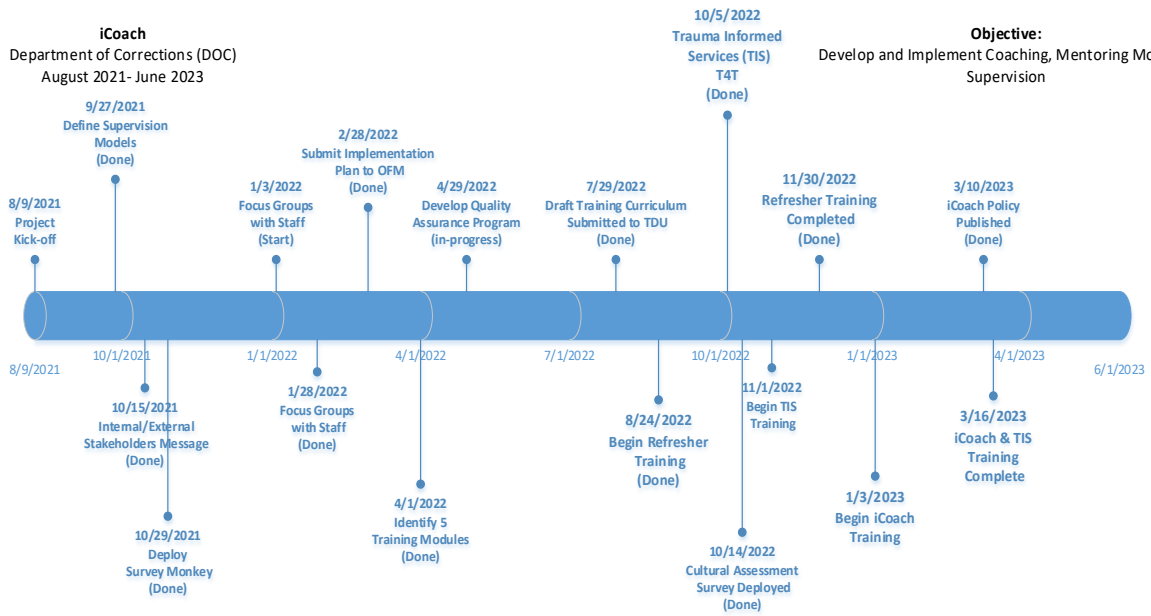 iCoach
Department of Corrections (DOC)
August 2021- June 2023
Objective:
Develop and Implement Coaching, Mentoring
Supervision
8/9/2021
Project
Kick-off
9/27/2021
Define Supervision
Models
(Done)
1/3/2022
Focus Groups
with Staff
(Start)
2/28/2022
Submit Implementation
Plan to OFM
(Done)
4/29/2022
Develop Quality
Assurance Program
(in-progress)
7/29/2022
Draft Training Curriculum
Submitted to TDU
(Done)
10/5/2022
Trauma Informed
Services (TIS)
T4T
(Done)
11/30/2022
Refresher Training
Completed
(Done)
3/10/2023
iCoach Policy
Published
(Done)
8/9/2021
10/1/2021
1/1/2022
4/1/2022
7/1/2022
10/1/2022
1/1/2023
4/1/2023
6/1/2023
10/15/2021
Internal/External
Stakeholders Message
(Done)
10/29/2021
Deploy
Survey Monkey
(Done)
1/28/2022
Focus Groups
with Staff
(Done)
4/1/2022
Identify 5
Training Modules
(Done)
8/24/2022
Begin Refresher
Training
(Done)
10/14/2022
Cultural Assessment
Survey Deployed
(Done)
11/1/2022
Begin TIS
Training
1/3/2023
Begin iCoach
Training
3/16/2023
iCoach & TIS
Training
Complete